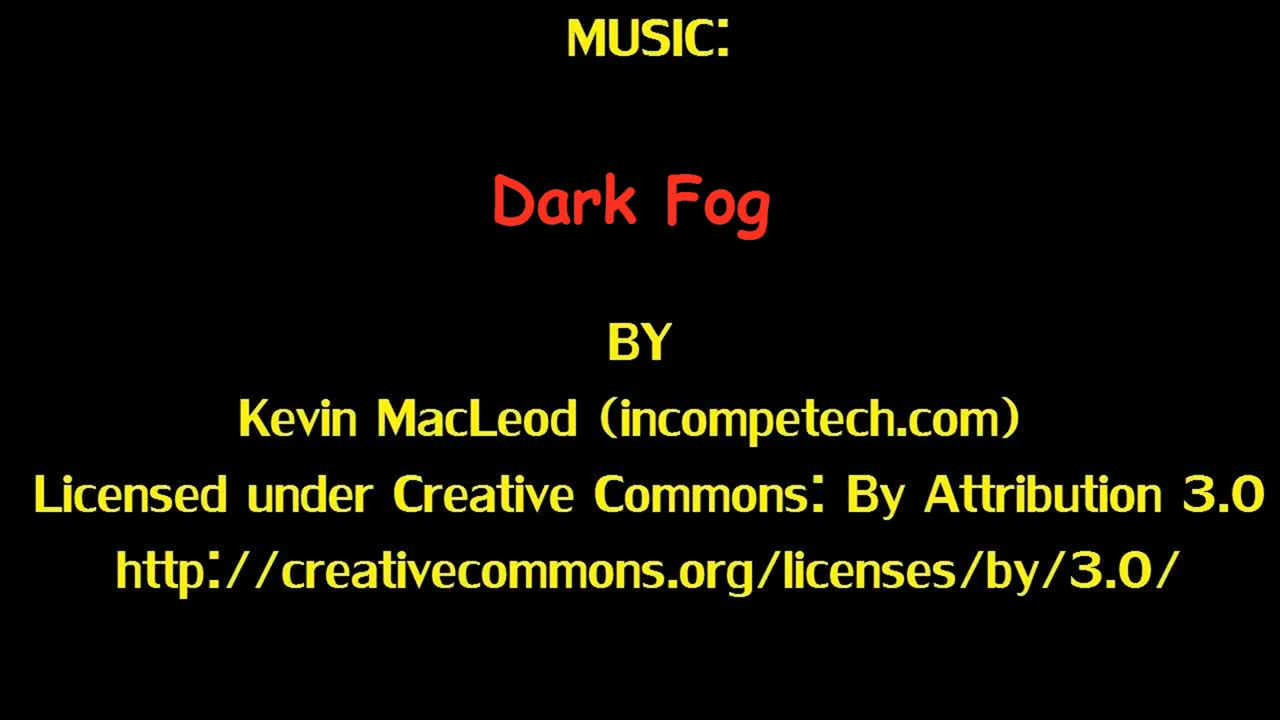 MUSIC:
Dark Fog
BY
Kevin MacLeod (incompetech.com)
Licensed under Creative Commons: By Attribution 3.0
http://creativecommons.org/licenses/by/3.0/